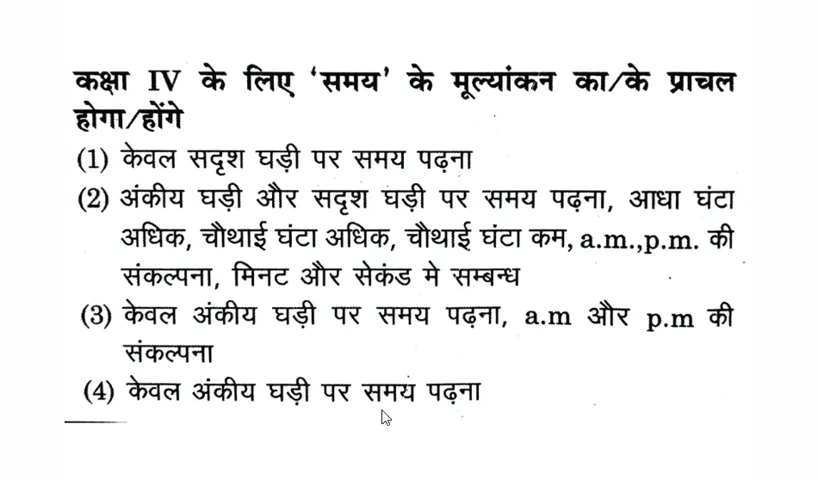 कक्षा IV के लिए ‘समय’ के मूल्यांकन का/के प्राचल
होगा/होंगे
(1) केवल सदृश घड़ी पर समय पढ़ना
(2) अंकीय घड़ी और सदृश घड़ी पर समय पढ़ना, आधा घंटा
अधिक, चौथाई घंटा अधिक, चौथाई घंटा कम, a.m.,p.m. की
संकल्पना, मिनट और सेकंड मे सम्बन्ध
(3) केवल अंकीय घड़ी पर समय पढ़ना, a.m और p.m की
संकल्पना
(4) केवल अंकीय घड़ी पर समय पढ़ना